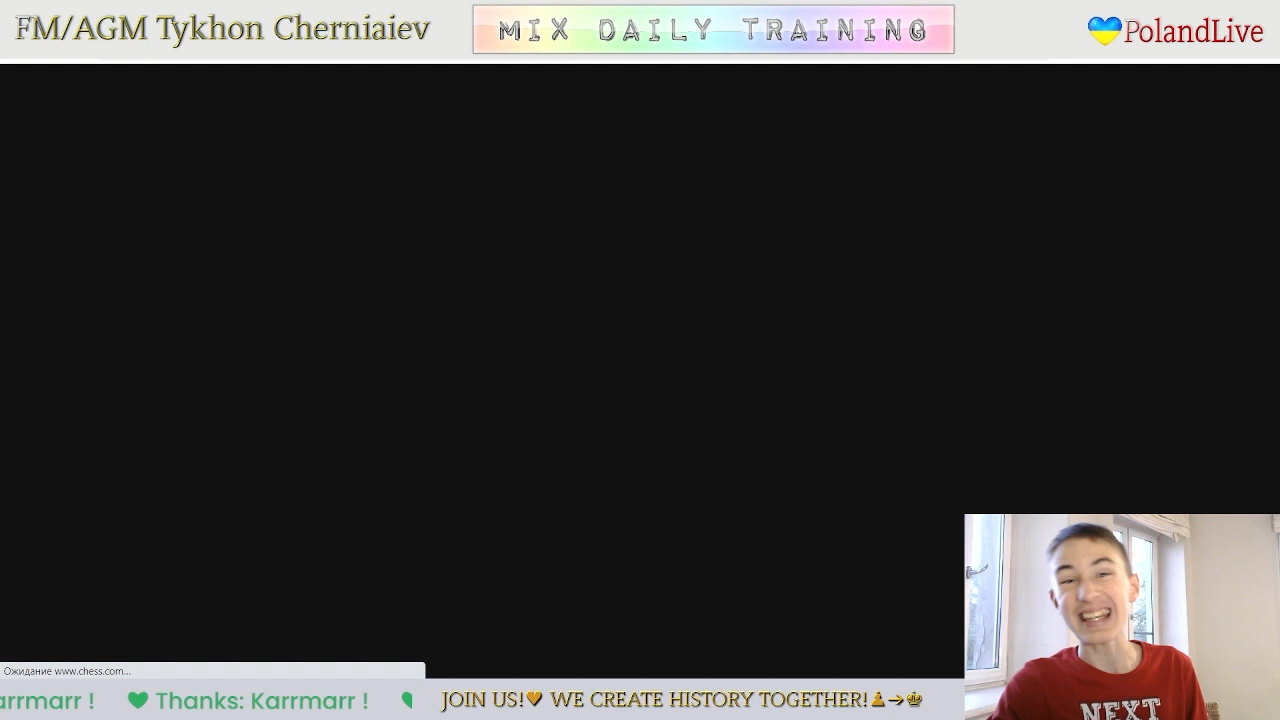 FM/AGM Tykhon Cherniaiev
MIX DAILY TRAINING
💙PolandLive
Ожидание www.chess.com...
arrmarr !
💚 Thanks: Karrmarr !
JOIN US!🧡 WE CREATE HISTORY TOGETHER!♟→♚
NEXT